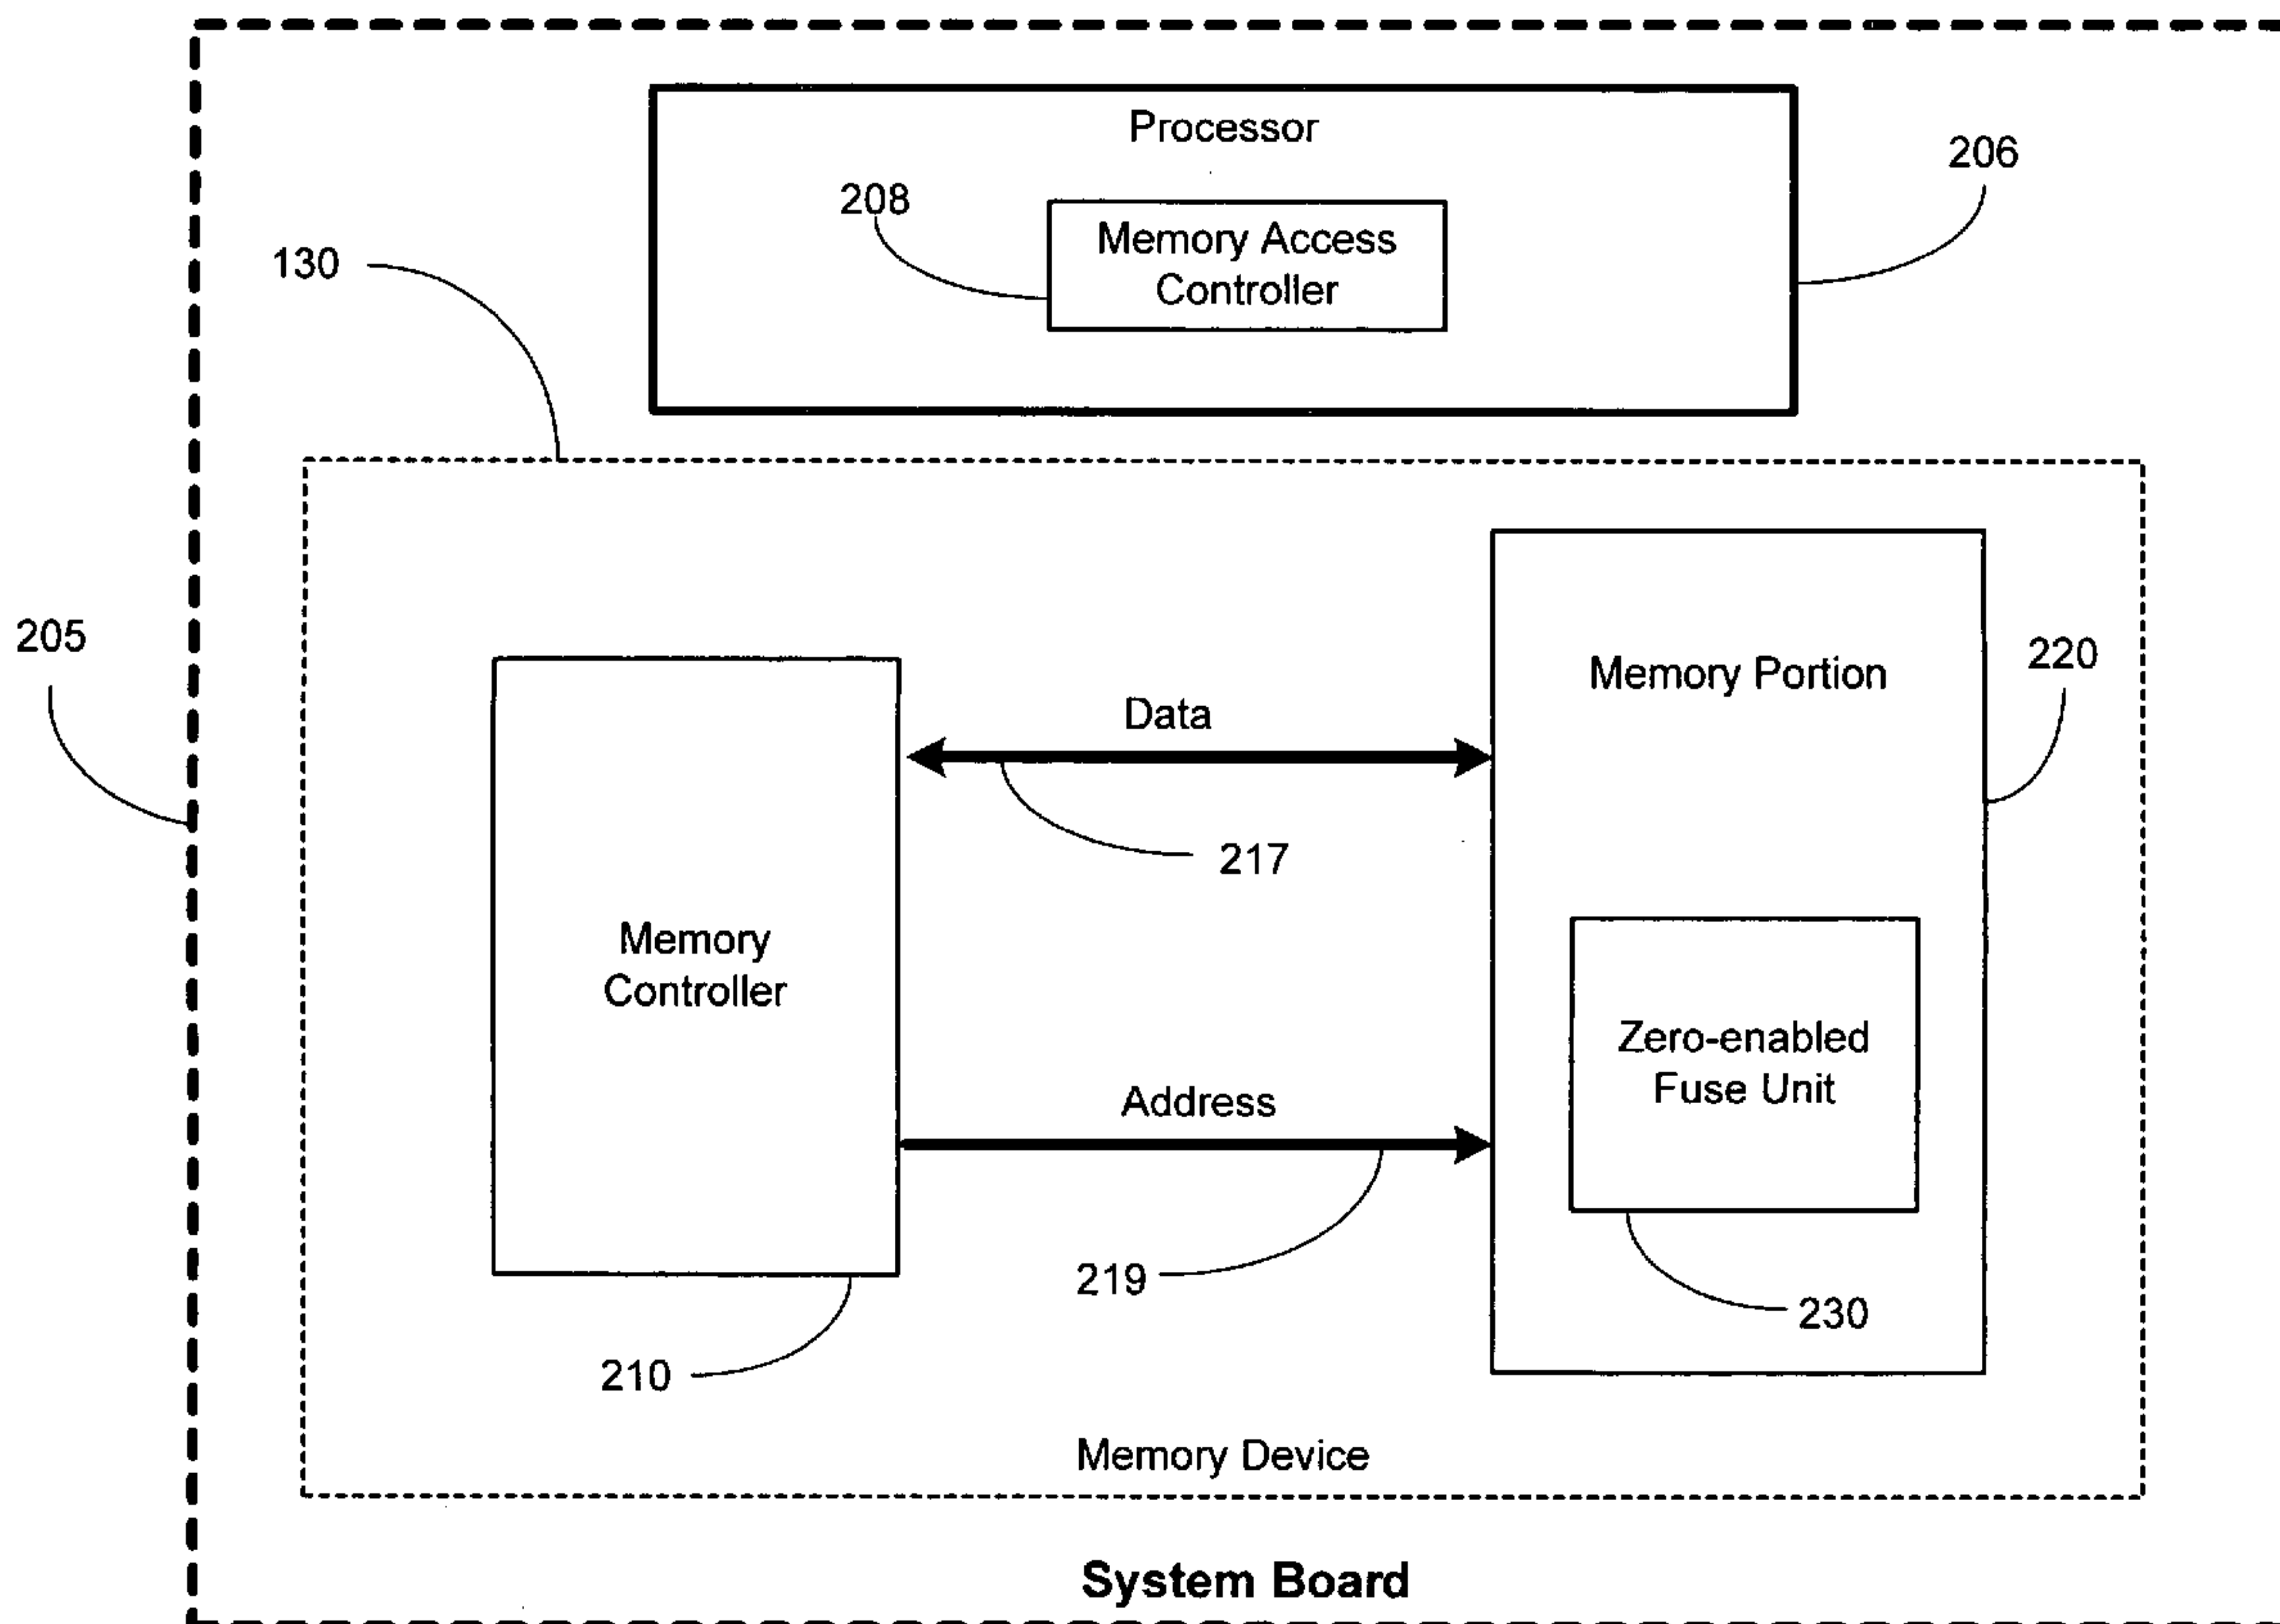 Processor
206
208
Memory Access
Controller
130
205
220
Memory Portion
Data
217
Memory
Controller
Zero-enabled
Fuse Unit
Address
219
230
210
Memory Device
System Board